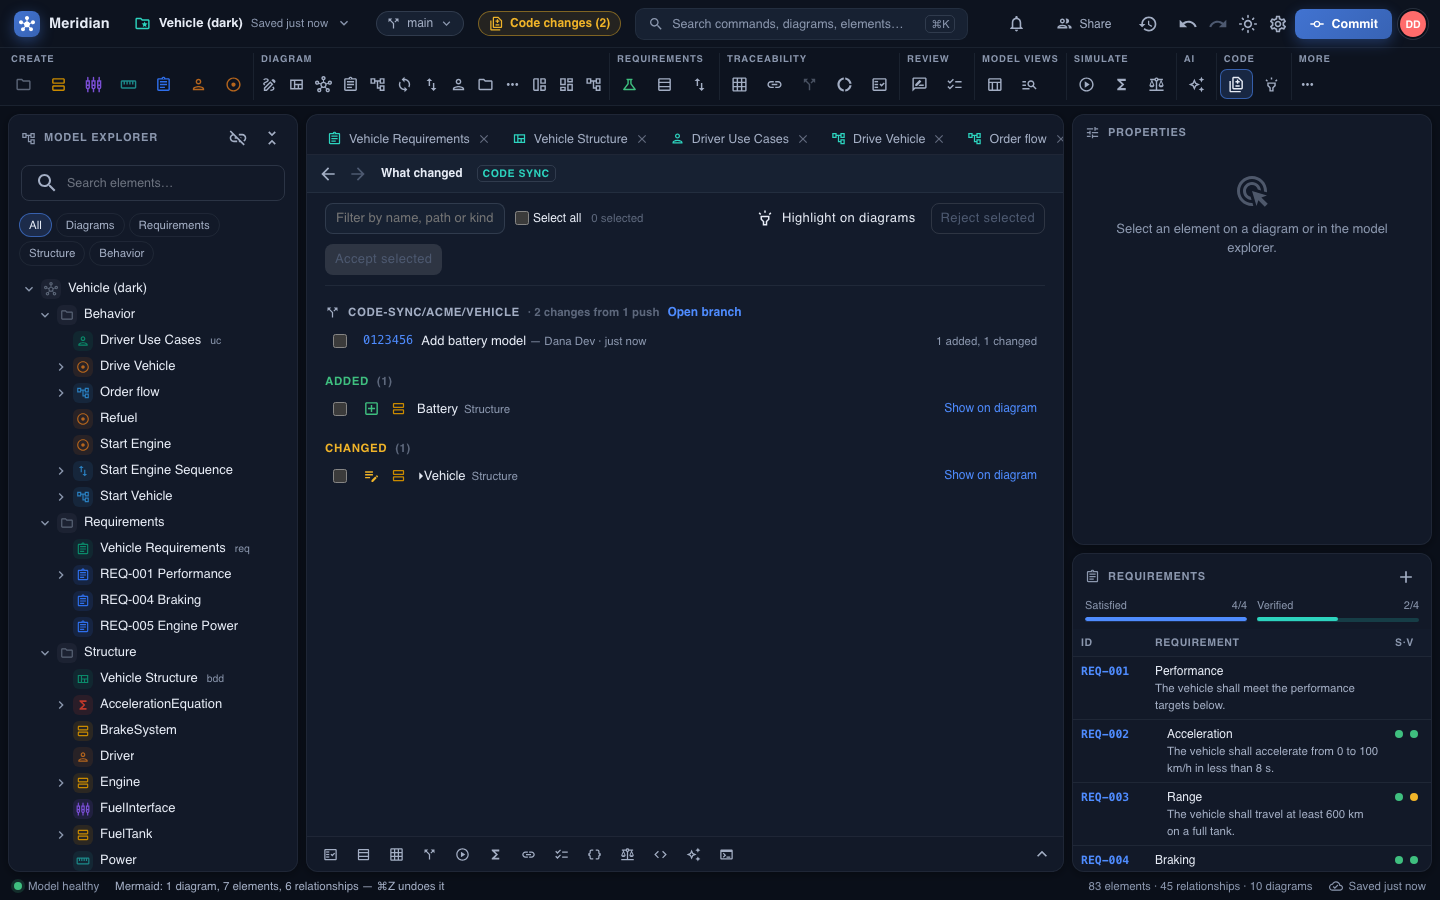 Meridian
Vehicle (dark) Saved just now
main
Code changes (2)
Search commands, diagrams, elements… ⌘K
Share
Commit
DD
CREATE
DIAGRAM
REQUIREMENTS
TRACEABILITY
REVIEW
MODEL VIEWS
SIMULATE
AI
CODE
MORE
MODEL EXPLORER
Search elements…
All Diagrams Requirements
Structure Behavior
Vehicle (dark)
Behavior
Driver Use Cases uc
Drive Vehicle
Order flow
Refuel
Start Engine
Start Engine Sequence
Start Vehicle
Requirements
Vehicle Requirements req
REQ-001 Performance
REQ-004 Braking
REQ-005 Engine Power
Structure
Vehicle Structure bdd
AccelerationEquation
BrakeSystem
Driver
Engine
FuelInterface
FuelTank
Power
Vehicle Requirements
Vehicle Structure
Driver Use Cases
Drive Vehicle
Order flow
What changed CODE SYNC
Filter by name, path or kind
Select all 0 selected
Highlight on diagrams
Reject selected
Accept selected
CODE-SYNC/ACME/VEHICLE · 2 changes from 1 push Open branch
0123456 Add battery model — Dana Dev · just now 1 added, 1 changed
ADDED (1)
Battery Structure Show on diagram
CHANGED (1)
Vehicle Structure Show on diagram
PROPERTIES
Select an element on a diagram or in the model
explorer.
REQUIREMENTS
Satisfied 4/4 Verified 2/4
ID REQUIREMENT S·V
REQ-001 Performance
The vehicle shall meet the performance
targets below.
REQ-002 Acceleration
The vehicle shall accelerate from 0 to 100
km/h in less than 8 s.
REQ-003 Range
The vehicle shall travel at least 600 km
on a full tank.
REQ-004 Braking
Model healthy Mermaid: 1 diagram, 7 elements, 6 relationships — ⌘Z undoes it
83 elements · 45 relationships · 10 diagrams Saved just now